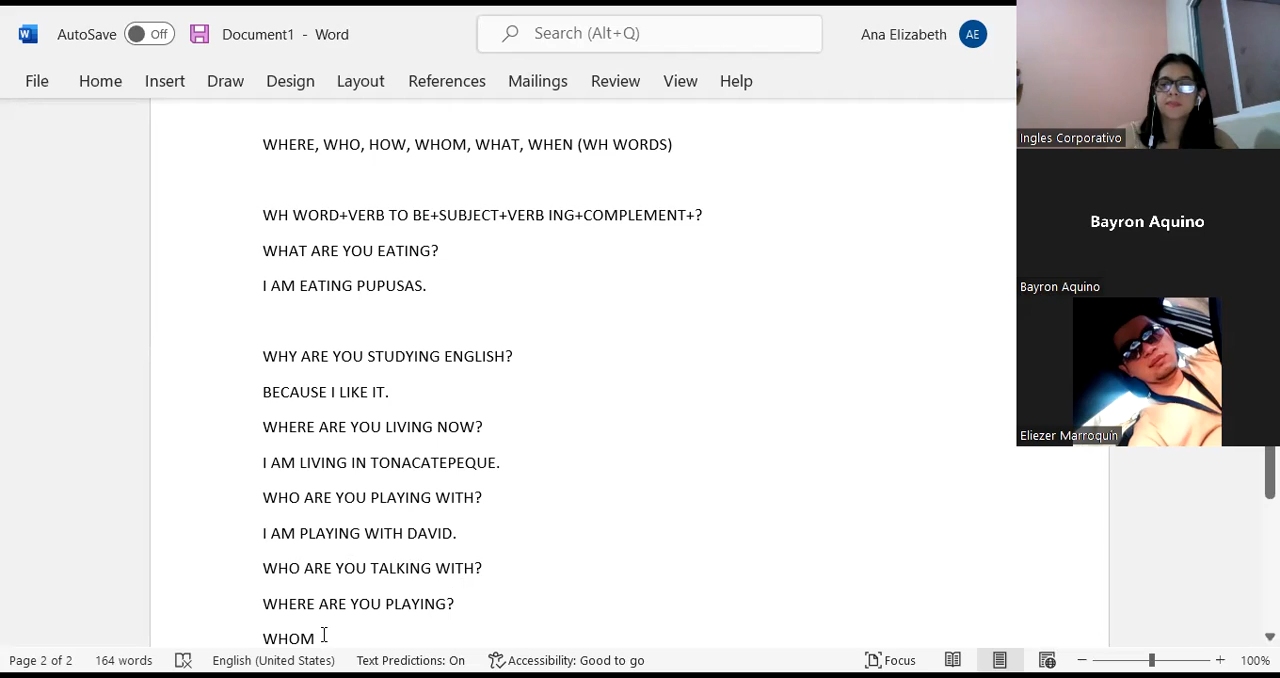 AutoSave Off Document1 - Word Search (Alt+Q) Ana Elizabeth AE
File Home Insert Draw Design Layout References Mailings Review View Help
WHERE, WHO, HOW, WHOM, WHAT, WHEN (WH WORDS)
WH WORD+VERB TO BE+SUBJECT+VERB ING+COMPLEMENT+?
WHAT ARE YOU EATING?
I AM EATING PUPUSAS.
WHY ARE YOU STUDYING ENGLISH?
BECAUSE I LIKE IT.
WHERE ARE YOU LIVING NOW?
I AM LIVING IN TONACATEPEQUE.
WHO ARE YOU PLAYING WITH?
I AM PLAYING WITH DAVID.
WHO ARE YOU TALKING WITH?
WHERE ARE YOU PLAYING?
WHOM
Page 2 of 2 164 words English (United States) Text Predictions: On Accessibility: Good to go Focus 100%
Ingles Corporativo
Bayron Aquino
Bayron Aquino
Eliezer Marroquin